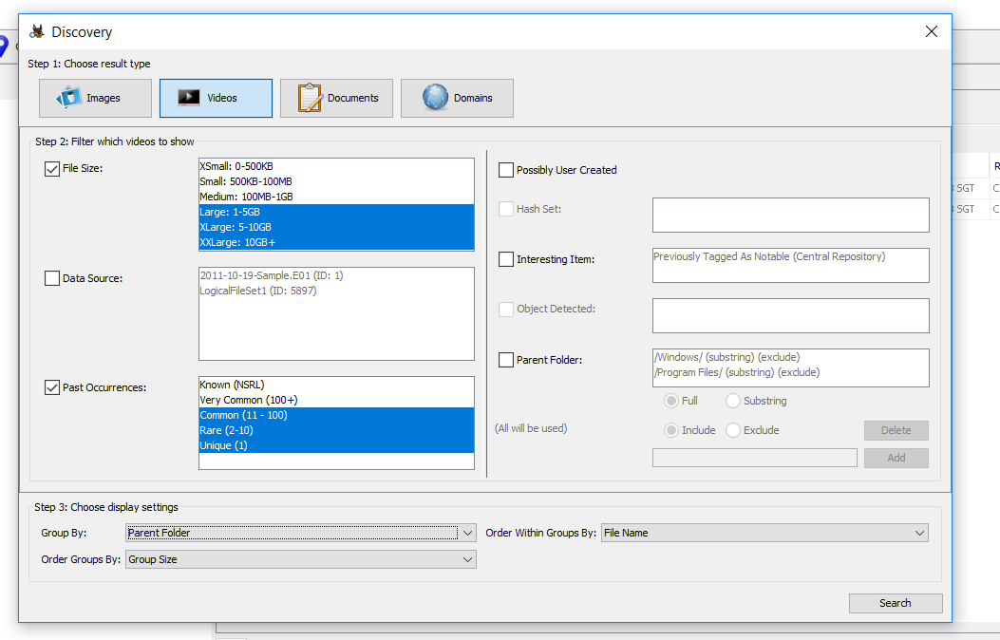 Discovery
Step 1: Choose result type
Images
Videos
Documents
Domains
Step 2: Filter which videos to show
File Size:
XSmall: 0-500KB
Small: 500KB-100MB
Medium: 100MB-1GB
Large: 1-5GB
XLarge: 5-10GB
XXLarge: 10GB+
Data Source:
2011-10-19-Sample.E01 (ID: 1)
LogicalFileSet1 (ID: 5897)
Past Occurrences:
Known (NSRL)
Very Common (100+)
Common (11 - 100)
Rare (2-10)
Unique (1)
Possibly User Created
Hash Set:
Interesting Item:
Previously Tagged As Notable (Central Repository)
Object Detected:
Parent Folder:
/Windows/ (substring) (exclude)
/Program Files/ (substring) (exclude)
Full
Substring
(All will be used)
Include
Exclude
Delete
Add
Step 3: Choose display settings
Group By:
Parent Folder
Order Within Groups By:
File Name
Order Groups By:
Group Size
Search
SGT
SGT